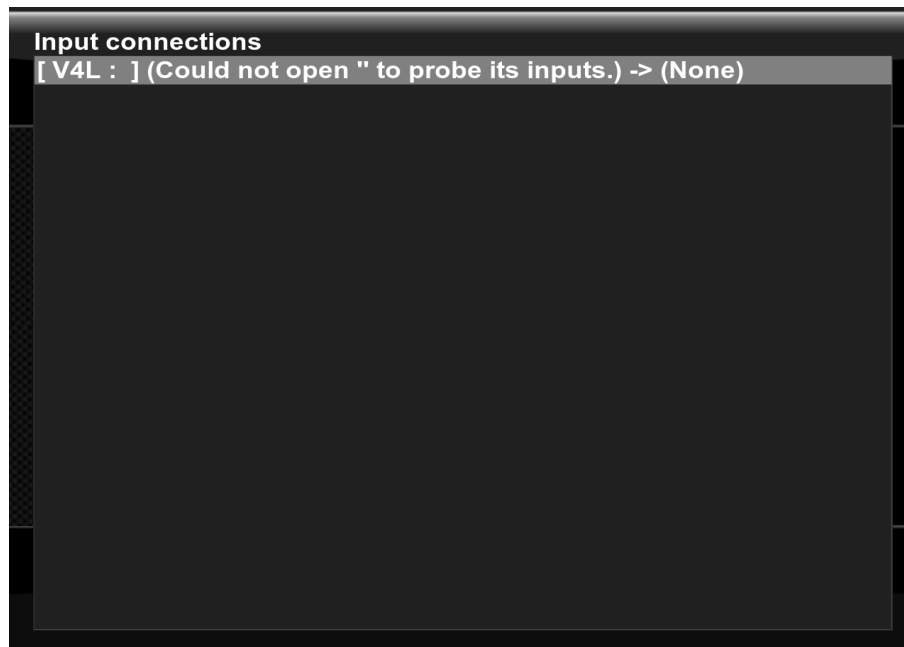 Input connections
[ V4L :  ] (Could not open '' to probe its inputs.) -> (None)